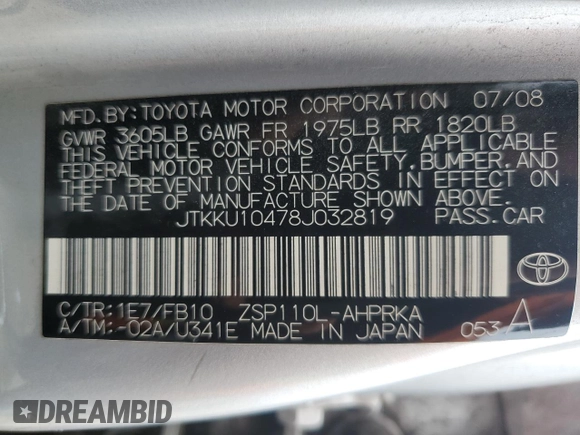 MFD. BY: TOYOTA MOTOR CORPORATION 07/08
GVWR 3605LB GAWR FR 1975LB RR 1820LB
THIS VEHICLE CONFORMS TO ALL APPLICABLE
FEDERAL MOTOR VEHICLE SAFETY, BUMPER, AND
THEFT PREVENTION STANDARDS IN EFFECT ON
THE DATE OF MANUFACTURE SHOWN ABOVE.
JTKKU10478J032819 PASS. CAR
C/TR: 1E7/FB10 ZSP110L-AHPRKA
A/TM: -02A/U341E MADE IN JAPAN 053 A
DREAMBID